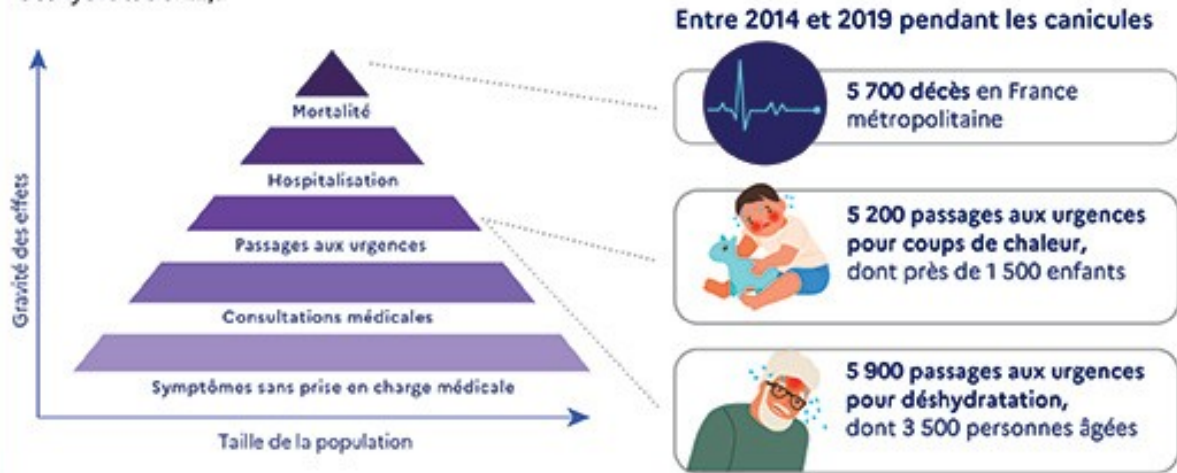 Entre 2014 et 2019 pendant les canicules
Gravité des effets
Mortalité
Hospitalisation
Passages aux urgences
Consultations médicales
Symptômes sans prise en charge médicale
Taille de la population
5 700 décès en France
métropolitaine
5 200 passages aux urgences
pour coups de chaleur,
dont près de 1 500 enfants
5 900 passages aux urgences
pour déshydratation,
dont 3 500 personnes âgées